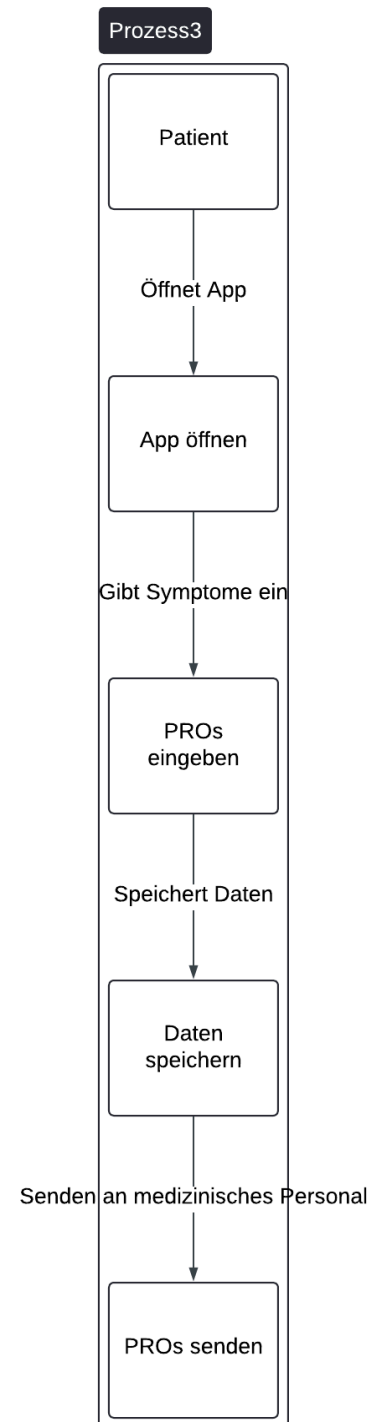 Prozess3
Patient
Öffnet App
App öffnen
Gibt Symptome ein
PROs
eingeben
Speichert Daten
Daten
speichern
Senden an medizinisches Personal
PROs senden